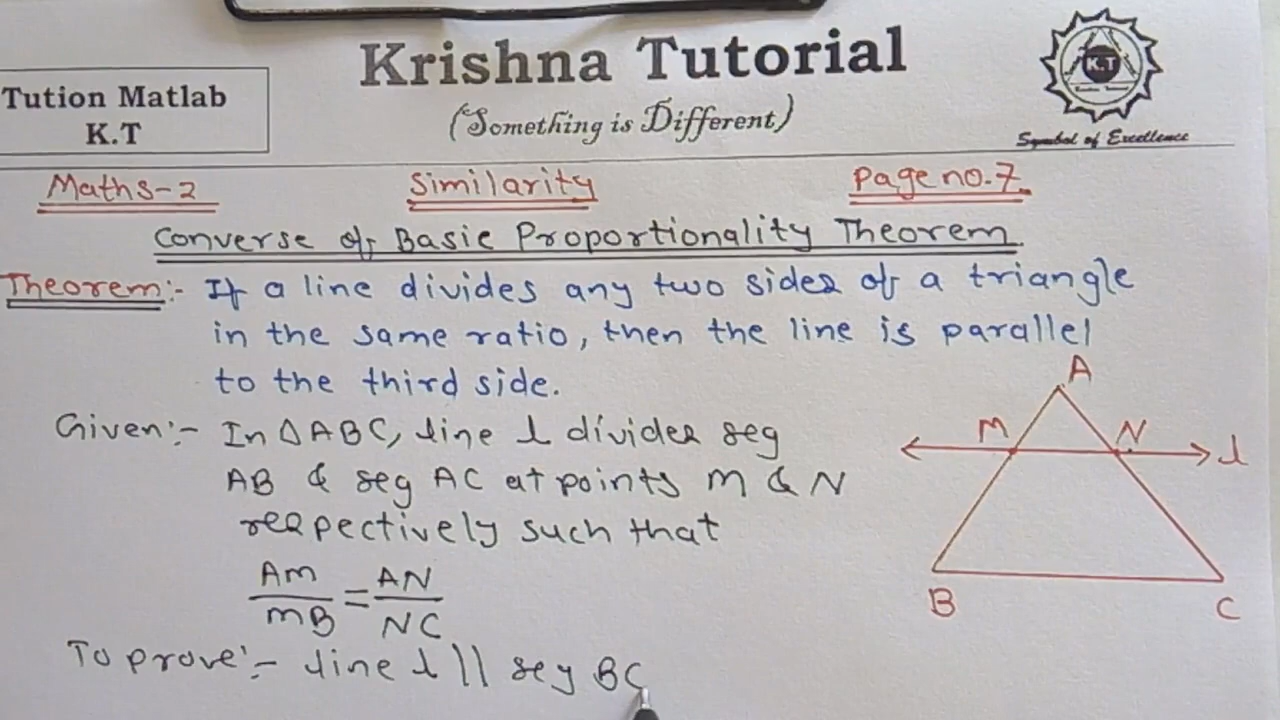 Krishna Tutorial
(Something is Different)
Tution Matlab
K.T
K.T
Symbol of Excellence
Maths-2 Similarity Page no.7
Converse of Basic Proportionality Theorem
Theorem:- If a line divides any two sides of a triangle
in the same ratio, then the line is parallel
to the third side.
Given:- In △ABC, line l divides seg
AB & seg AC at points M & N
respectively such that
AM/MB = AN/NC
To prove:- line l || seg BC
A
M N l
B C